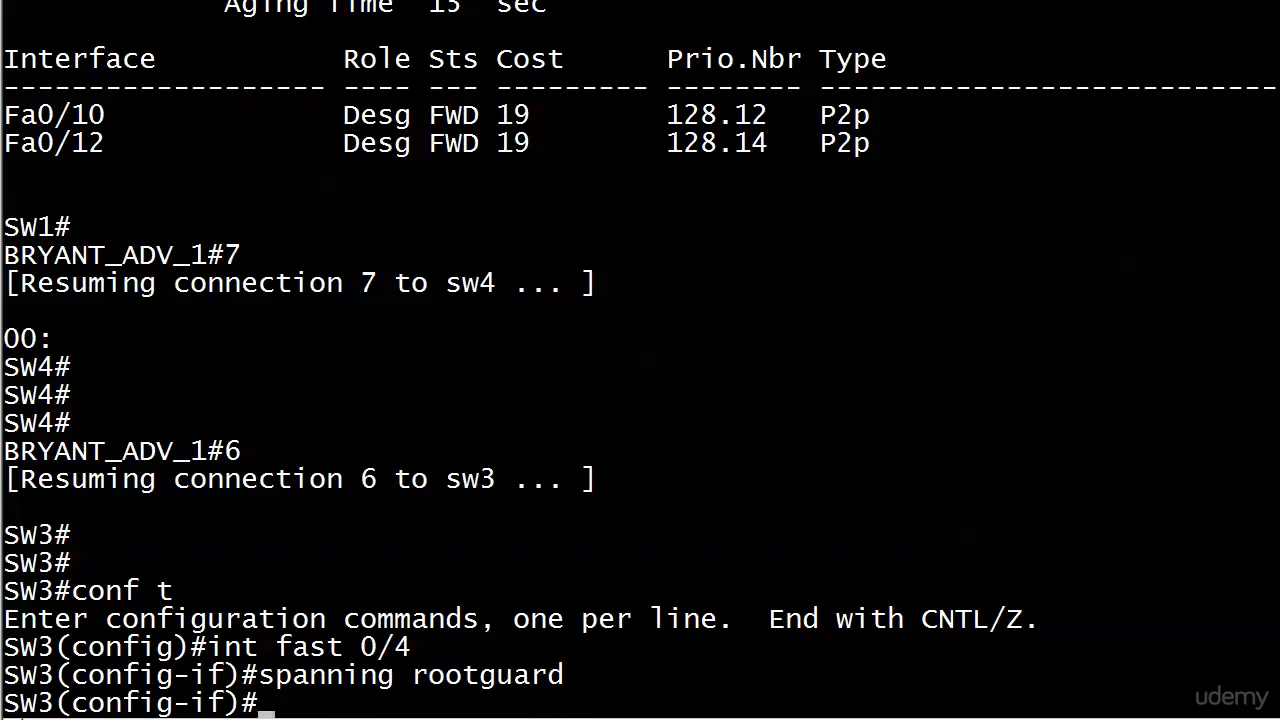 Aging Time  15  sec
Interface           Role Sts Cost      Prio.Nbr Type
------------------- ---- --- --------- -------- --------------------------------
Fa0/10              Desg FWD 19        128.12   P2p
Fa0/12              Desg FWD 19        128.14   P2p
SW1#
BRYANT_ADV_1#7
[Resuming connection 7 to sw4 ... ]
00:
SW4#
SW4#
SW4#
BRYANT_ADV_1#6
[Resuming connection 6 to sw3 ... ]
SW3#
SW3#
SW3#conf t
Enter configuration commands, one per line.  End with CNTL/Z.
SW3(config)#int fast 0/4
SW3(config-if)#spanning rootguard
SW3(config-if)#
udemy